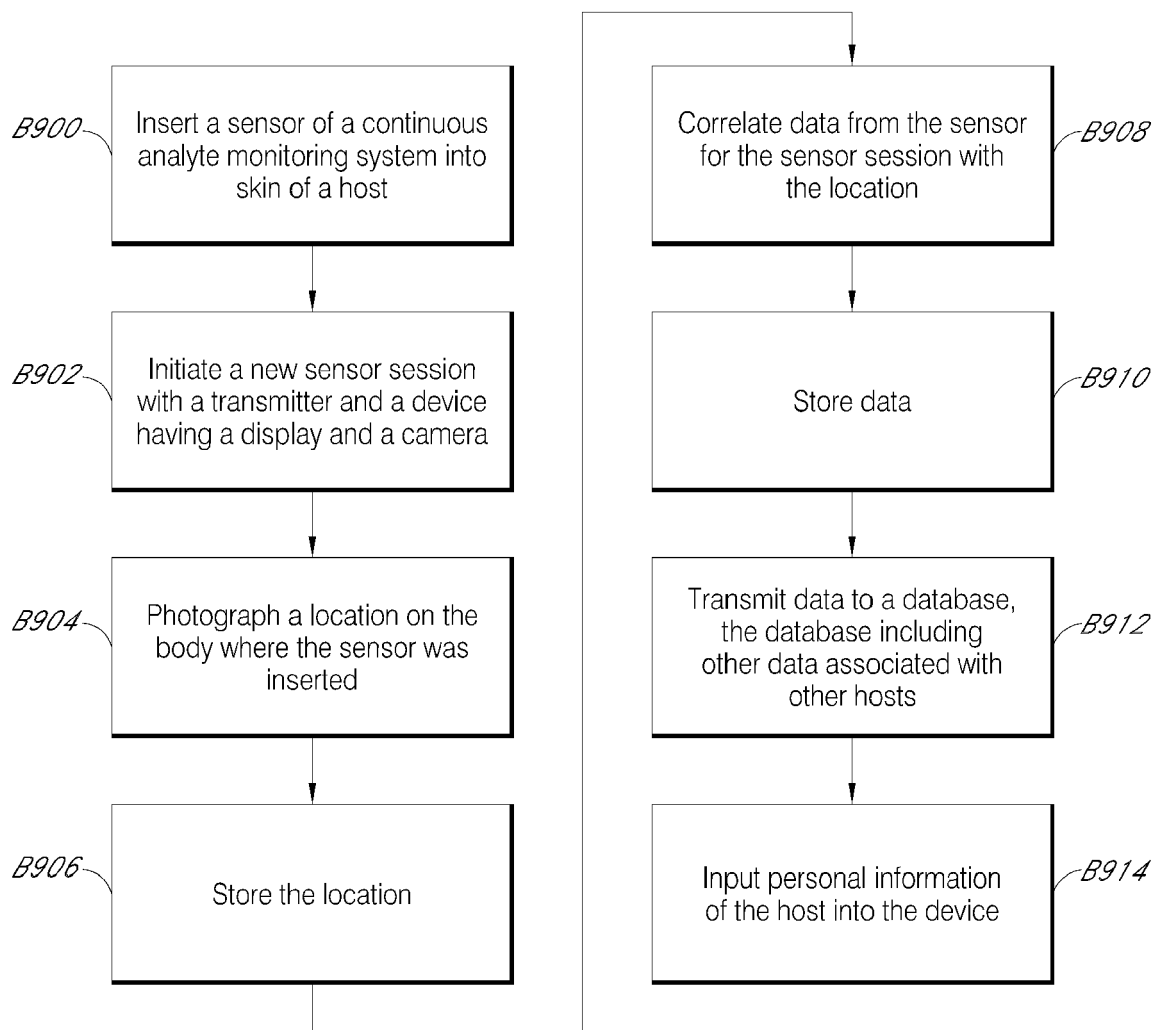 B900
Insert a sensor of a continuous
analyte monitoring system into
skin of a host
B902
Initiate a new sensor session
with a transmitter and a device
having a display and a camera
B904
Photograph a location on the
body where the sensor was
inserted
B906
Store the location
Correlate data from the sensor
for the sensor session with
the location
B908
Store data
B910
Transmit data to a database,
the database including
other data associated with
other hosts
B912
Input personal information
of the host into the device
B914